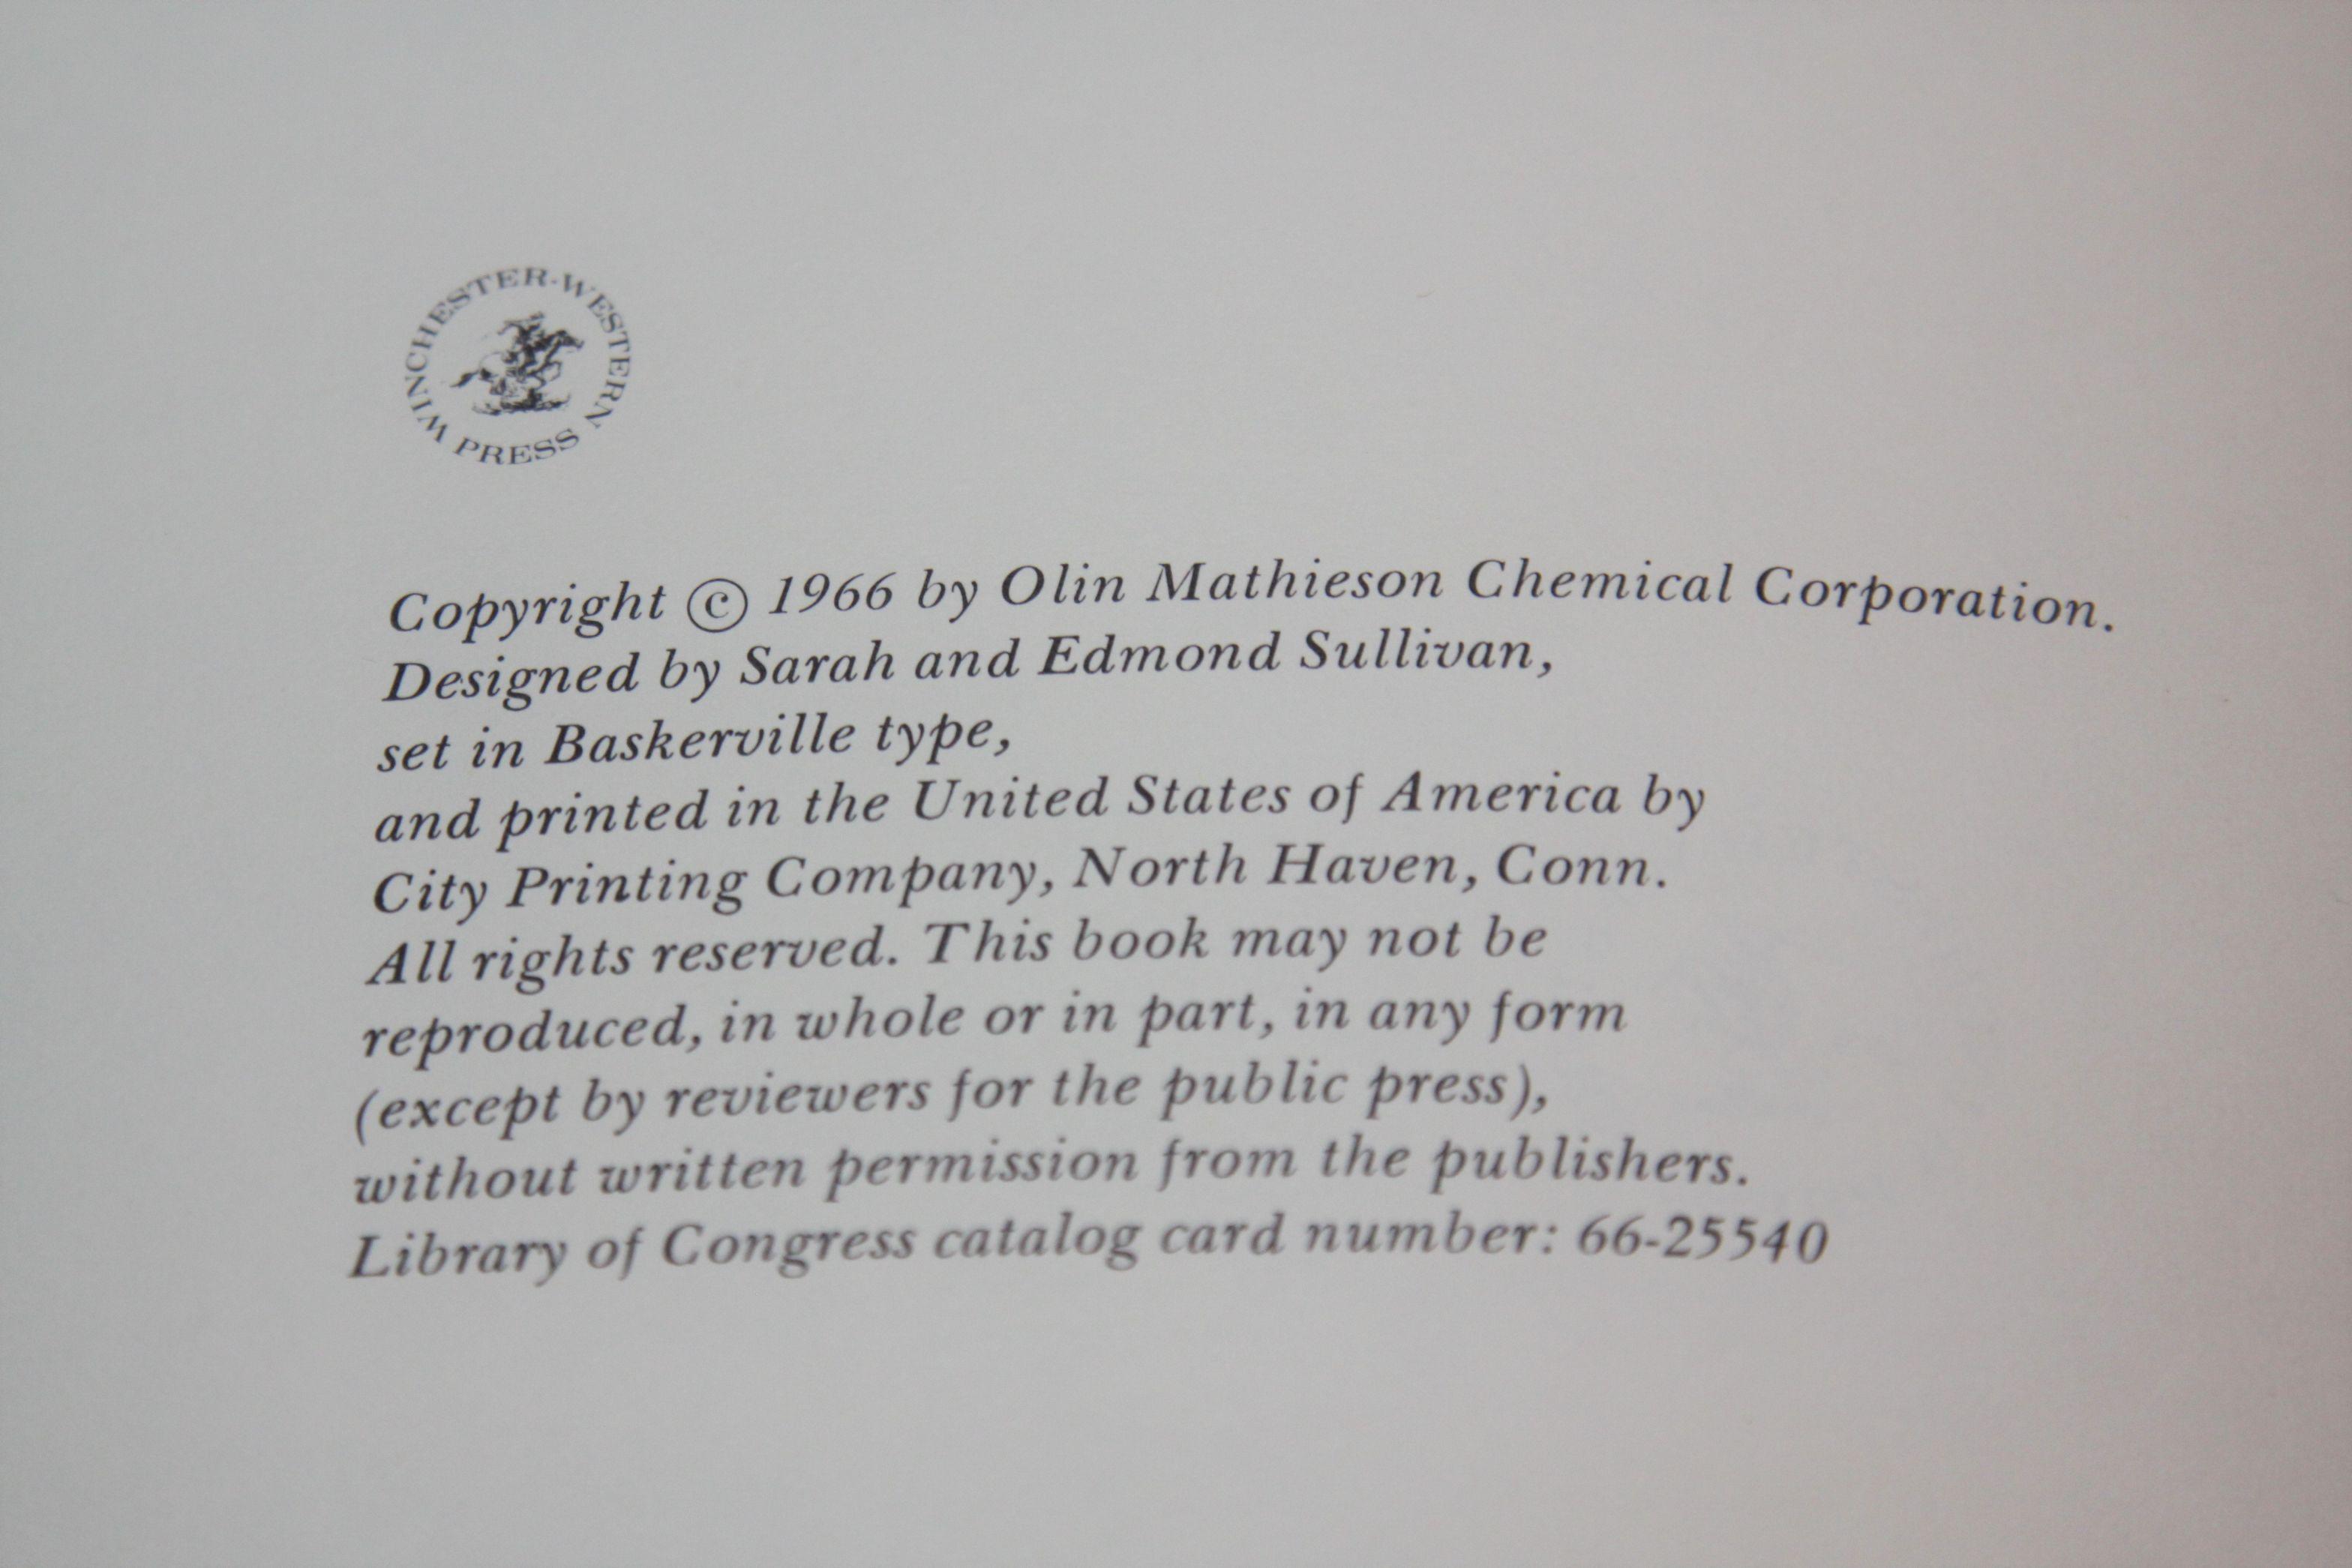 WINCHESTER-WESTERN
PRESS
Copyright © 1966 by Olin Mathieson Chemical Corporation.
Designed by Sarah and Edmond Sullivan,
set in Baskerville type,
and printed in the United States of America by
City Printing Company, North Haven, Conn.
All rights reserved. This book may not be
reproduced, in whole or in part, in any form
(except by reviewers for the public press),
without written permission from the publishers.
Library of Congress catalog card number: 66-25540